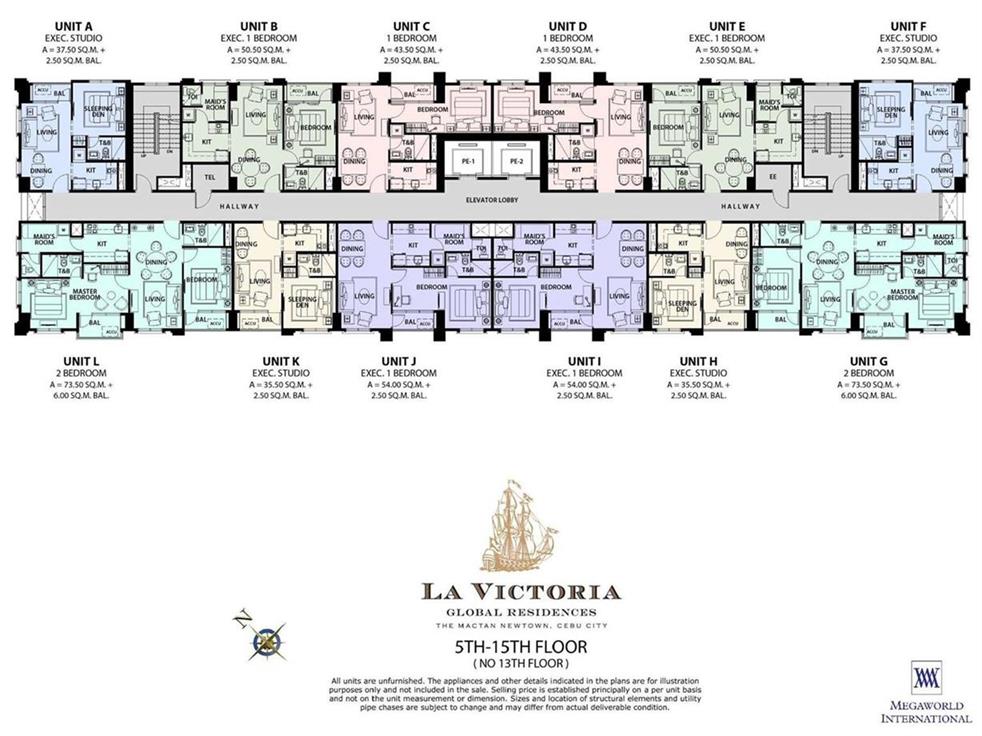 UNIT A
EXEC. STUDIO
A = 37.50 SQ.M. +
2.50 SQ.M. BAL.
UNIT B
EXEC. 1 BEDROOM
A = 50.50 SQ.M. +
2.50 SQ.M. BAL.
UNIT C
1 BEDROOM
A = 43.50 SQ.M. +
2.50 SQ.M. BAL.
UNIT D
1 BEDROOM
A = 43.50 SQ.M. +
2.50 SQ.M. BAL.
UNIT E
EXEC. 1 BEDROOM
A = 50.50 SQ.M. +
2.50 SQ.M. BAL.
UNIT F
EXEC. STUDIO
A = 37.50 SQ.M. +
2.50 SQ.M. BAL.
ACCU
BAL
SLEEPING
DEN
LIVING
T&B
DINING
KIT
UP
DN
TOI
MAID'S
ROOM
BAL
ACCU
LIVING
BEDROOM
KIT
DINING
T&B
TEL
BAL
ACCU
LIVING
BEDROOM
T&B
DINING
KIT
PE-1
PE-2
ACCU
BAL
BEDROOM
LIVING
T&B
KIT
DINING
BAL
ACCU
BEDROOM
LIVING
MAID'S
ROOM
TOI
KIT
DINING
T&B
EE
DN
UP
BAL
ACCU
SLEEPING
DEN
LIVING
T&B
KIT
DINING
HALLWAY
ELEVATOR LOBBY
HALLWAY
MAID'S
ROOM
KIT
T&B
DINING
T&B
MASTER
BEDROOM
LIVING
BEDROOM
BAL
ACCU
BAL
ACCU
DINING
KIT
LIVING
T&B
SLEEPING
DEN
BAL
ACCU
DINING
KIT
MAID'S
ROOM
TOI
T&B
LIVING
BEDROOM
BAL
ACCU
TOI
MAID'S
ROOM
KIT
DINING
T&B
BEDROOM
LIVING
ACCU
BAL
KIT
DINING
T&B
LIVING
SLEEPING
DEN
BAL
ACCU
T&B
DINING
KIT
MAID'S
ROOM
TOI
T&B
BEDROOM
LIVING
MASTER
BEDROOM
ACCU
BAL
BAL
ACCU
UNIT L
2 BEDROOM
A = 73.50 SQ.M. +
6.00 SQ.M. BAL.
UNIT K
EXEC. STUDIO
A = 35.50 SQ.M. +
2.50 SQ.M. BAL.
UNIT J
EXEC. 1 BEDROOM
A = 54.00 SQ.M. +
2.50 SQ.M. BAL.
UNIT I
EXEC. 1 BEDROOM
A = 54.00 SQ.M. +
2.50 SQ.M. BAL.
UNIT H
EXEC. STUDIO
A = 35.50 SQ.M. +
2.50 SQ.M. BAL.
UNIT G
2 BEDROOM
A = 73.50 SQ.M. +
6.00 SQ.M. BAL.
LA VICTORIA
GLOBAL RESIDENCES
THE MACTAN NEWTOWN, CEBU CITY
N
5TH-15TH FLOOR
( NO 13TH FLOOR )
All units are unfurnished. The appliances and other details indicated in the plans are for illustration
purposes only and not included in the sale. Selling price is established principally on a per unit basis
and not on the unit measurement or dimension. Sizes and location of structural elements and utility
pipe chases are subject to change and may differ from actual deliverable condition.
MEGAWORLD
INTERNATIONAL